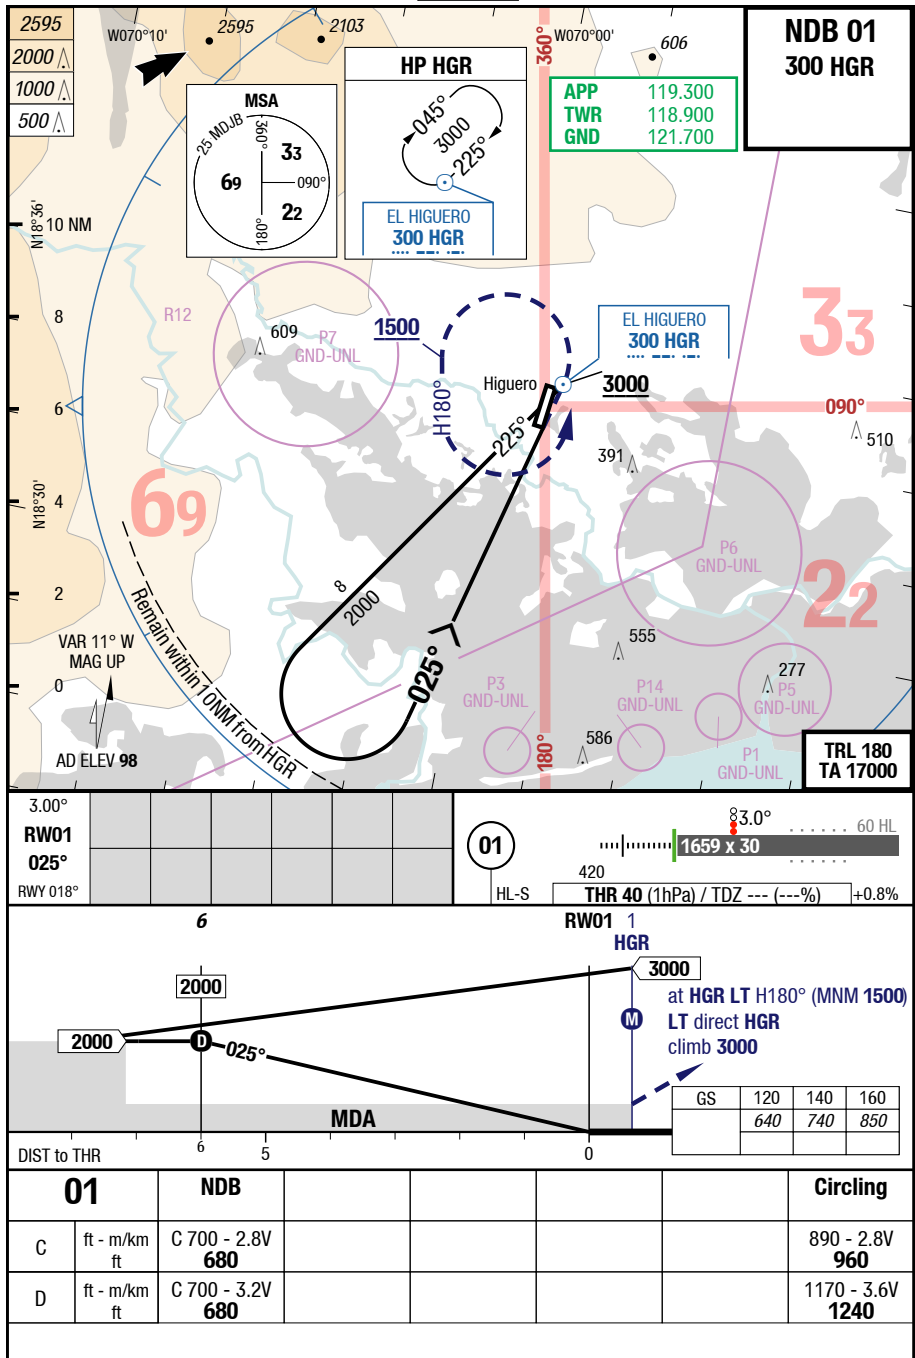 2595
2000
1000
500
W070°10'
2595
2103
360°
W070°00'
606
NDB 01
300 HGR
MSA
25 MDJB
360°
33
69
090°
22
180°
HP HGR
045°
3000
225°
EL HIGUERO
300 HGR
APP 119.300
TWR 118.900
GND 121.700
N18°36'
10 NM
8
6
4
2
0
N18°30'
R12
609
P7
GND-UNL
1500
H180°
EL HIGUERO
300 HGR
Higuero
3000
33
090°
510
391
225°
69
P6
GND-UNL
22
8
2000
025°
Remain within 10NM from HGR
VAR 11° W
MAG UP
AD ELEV 98
555
277
P3
GND-UNL
P14
GND-UNL
P5
GND-UNL
P1
GND-UNL
586
180°
TRL 180
TA 17000
3.00°
RW01
025°
RWY 018°
01
HL-S
3.0°
60 HL
1659 x 30
420
THR 40 (1hPa) / TDZ --- (---%)
+0.8%
6
RW01 1
HGR
2000
3000
2000
D
025°
M
at HGR LT H180° (MNM 1500)
LT direct HGR
climb 3000
MDA
GS 120 140 160
640 740 850
DIST to THR
6
5
0
01 NDB Circling
C ft - m/km C 700 - 2.8V 890 - 2.8V
ft 680 960
D ft - m/km C 700 - 3.2V 1170 - 3.6V
ft 680 1240